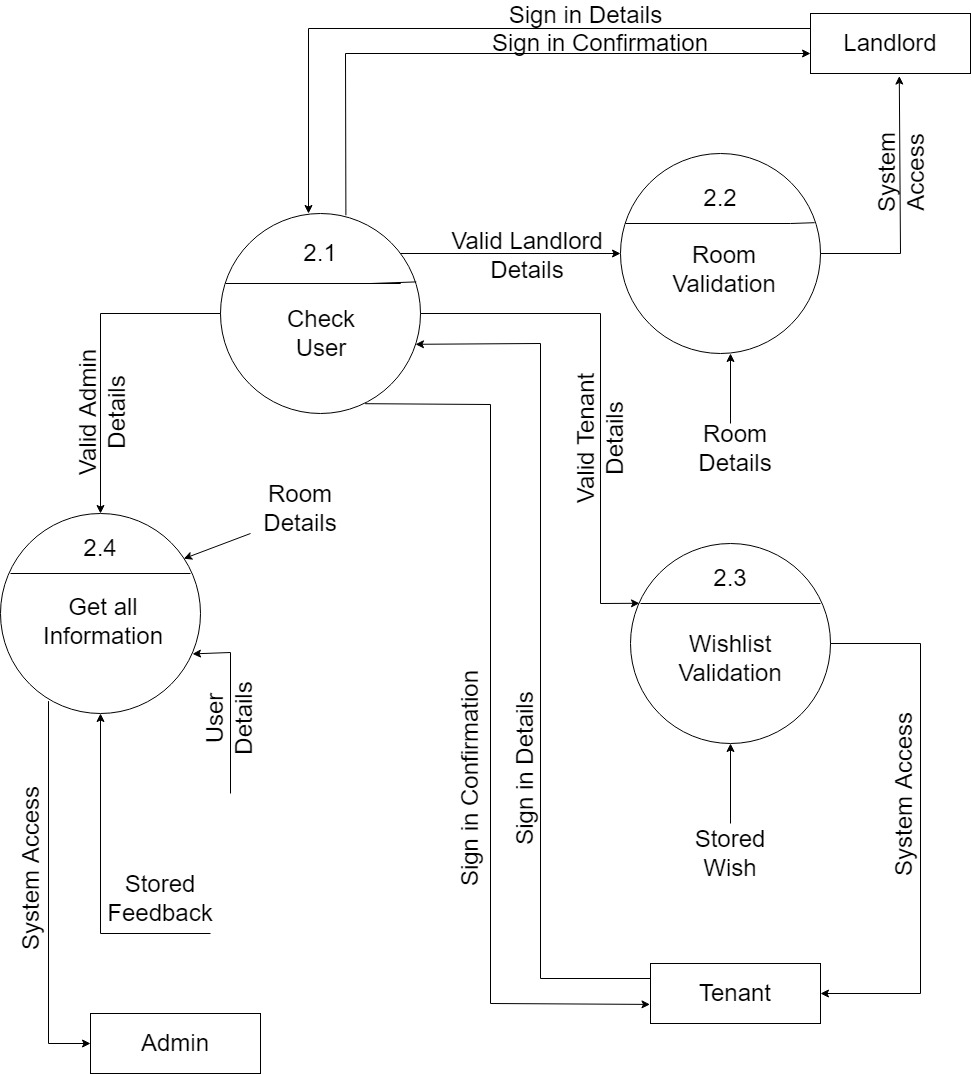 Sign in Details
Sign in Confirmation
Landlord
System
Access
2.2
Room
Validation
2.1
Check
User
Valid Landlord
Details
Valid Admin
Details
Valid Tenant
Details
Room
Details
Room
Details
2.4
Get all
Information
2.3
Wishlist
Validation
User
Details
Sign in Confirmation
Sign in Details
System Access
System Access
Stored
Wish
Stored
Feedback
Tenant
Admin